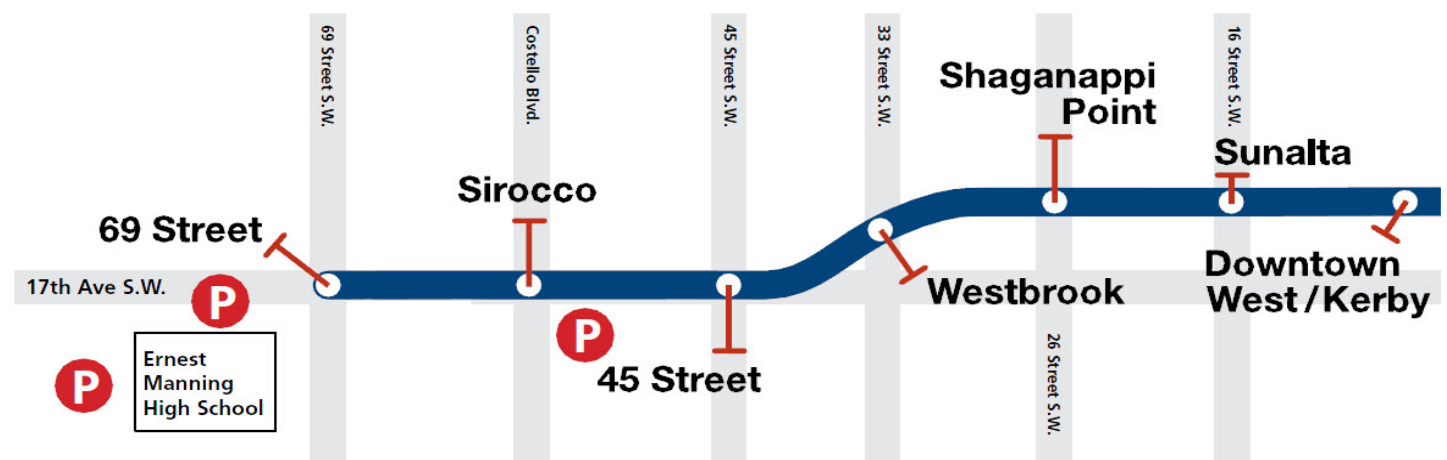 69 Street S.W.
Costello Blvd.
45 Street S.W.
33 Street S.W.
16 Street S.W.
Shaganappi
Point
Sunalta
Sirocco
69 Street
17th Ave S.W.
P
Westbrook
Downtown
West/Kerby
P
45 Street
26 Street S.W.
P
Ernest
Manning
High School